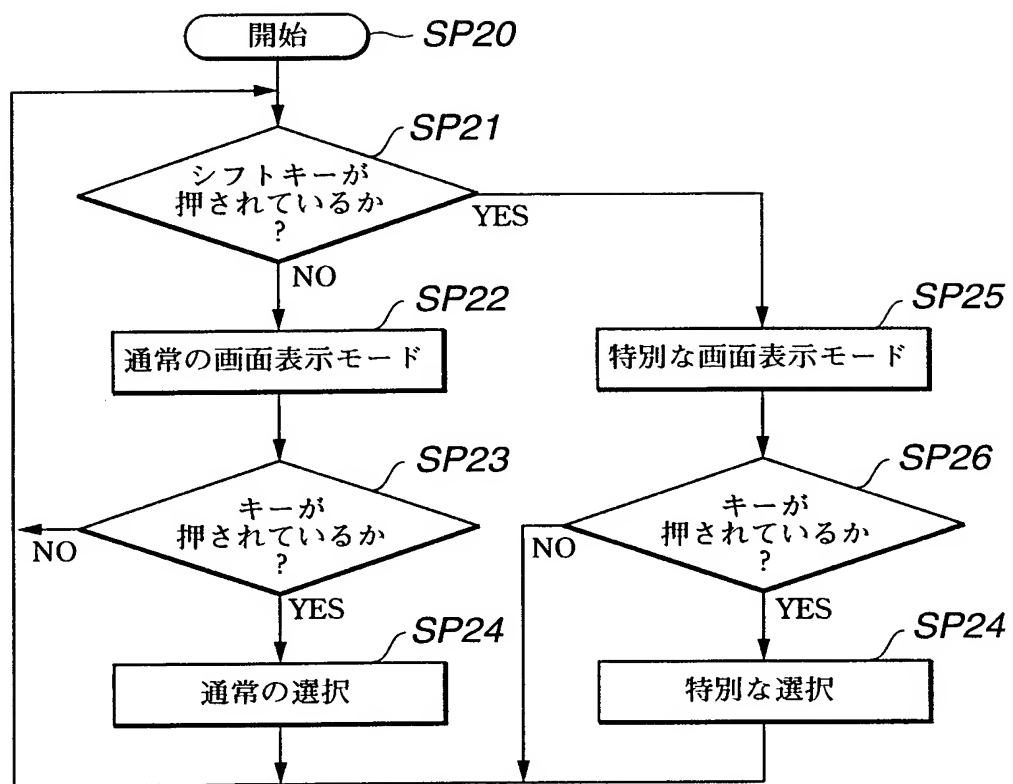 開始
SP20
SP21
シフトキーが
押されているか
?
YES
NO
SP22
通常の画面表示モード
SP25
特別な画面表示モード
SP23
キーが
押されているか
?
NO
YES
SP26
キーが
押されているか
?
NO
YES
SP24
通常の選択
SP24
特別な選択